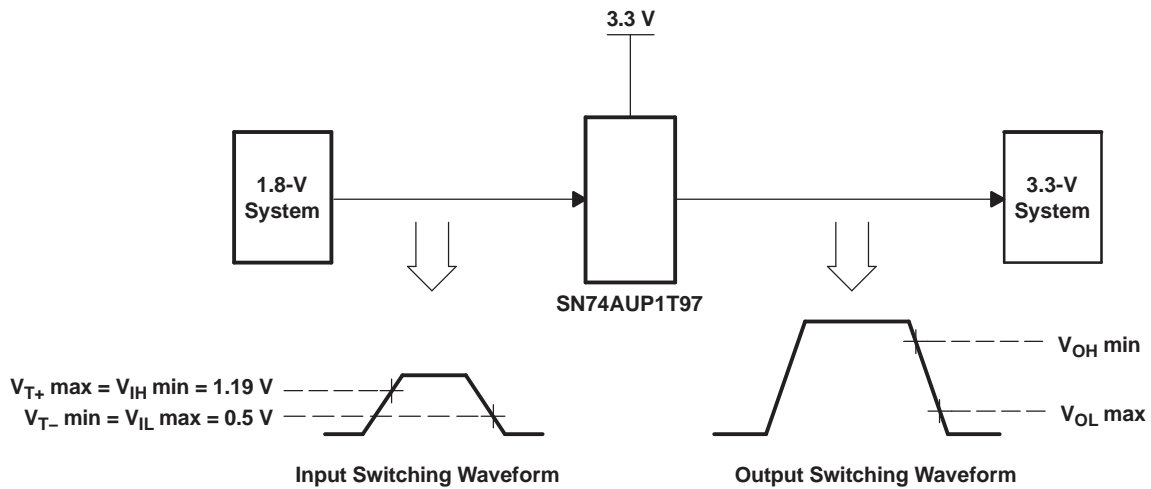 3.3 V
1.8-V
System
3.3-V
System
SN74AUP1T97
VT+ max = VIH min = 1.19 V
VT− min = VIL max = 0.5 V
VOH min
VOL max
Input Switching Waveform
Output Switching Waveform